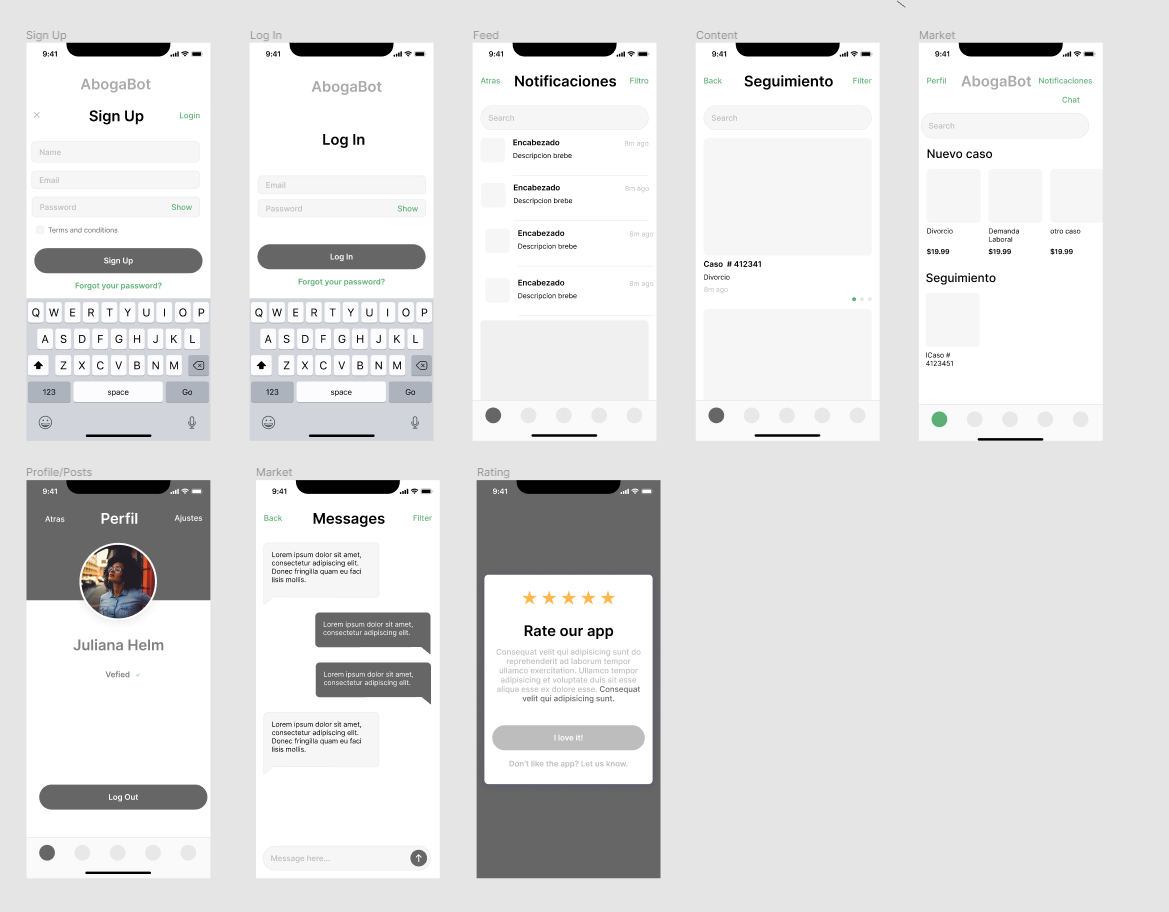 Sign Up
9:41
AbogaBot
Sign Up
Login
Name
Email
Password
Show
Terms and conditions
Sign Up
Forgot your password?
Q W E R T Y U I O P
A S D F G H J K L
Z X C V B N M
123
space
Go
Log In
9:41
AbogaBot
Log In
Email
Password
Show
Log In
Forgot your password?
Q W E R T Y U I O P
A S D F G H J K L
Z X C V B N M
123
space
Go
Feed
9:41
Atras
Notificaciones
Filtro
Search
Encabezado
8m ago
Descripcion brebe
Encabezado
8m ago
Descripcion brebe
Encabezado
8m ago
Descripcion brebe
Encabezado
8m ago
Descripcion brebe
Content
9:41
Back
Seguimiento
Filter
Search
Caso # 412341
Divorcio
8m ago
Market
9:41
Perfil
AbogaBot
Notificaciones
Chat
Search
Nuevo caso
Divorcio
$19.99
Demanda
Laboral
$19.99
otro caso
$19.99
Seguimiento
lCaso #
4123451
Profile/Posts
9:41
Atras
Perfil
Ajustes
Juliana Helm
Vefied
Log Out
Market
9:41
Back
Messages
Filter
Lorem ipsum dolor sit amet,
consectetur adipiscing elit.
Donec fringilla quam eu faci
lisis mollis.
Lorem ipsum dolor sit amet,
consectetur adipiscing elit.
Lorem ipsum dolor sit amet,
consectetur adipiscing elit.
Lorem ipsum dolor sit amet,
consectetur adipiscing elit.
Donec fringilla quam eu faci
lisis mollis.
Message here...
Rating
9:41
Rate our app
Consequat velit qui adipisicing sunt do
reprehenderit ad laborum tempor
ullamco exercitation. Ullamco tempor
adipisicing et voluptate duis sit esse
aliqua esse ex dolore esse. Consequat
velit qui adipisicing sunt.
I love it!
Don't like the app? Let us know.